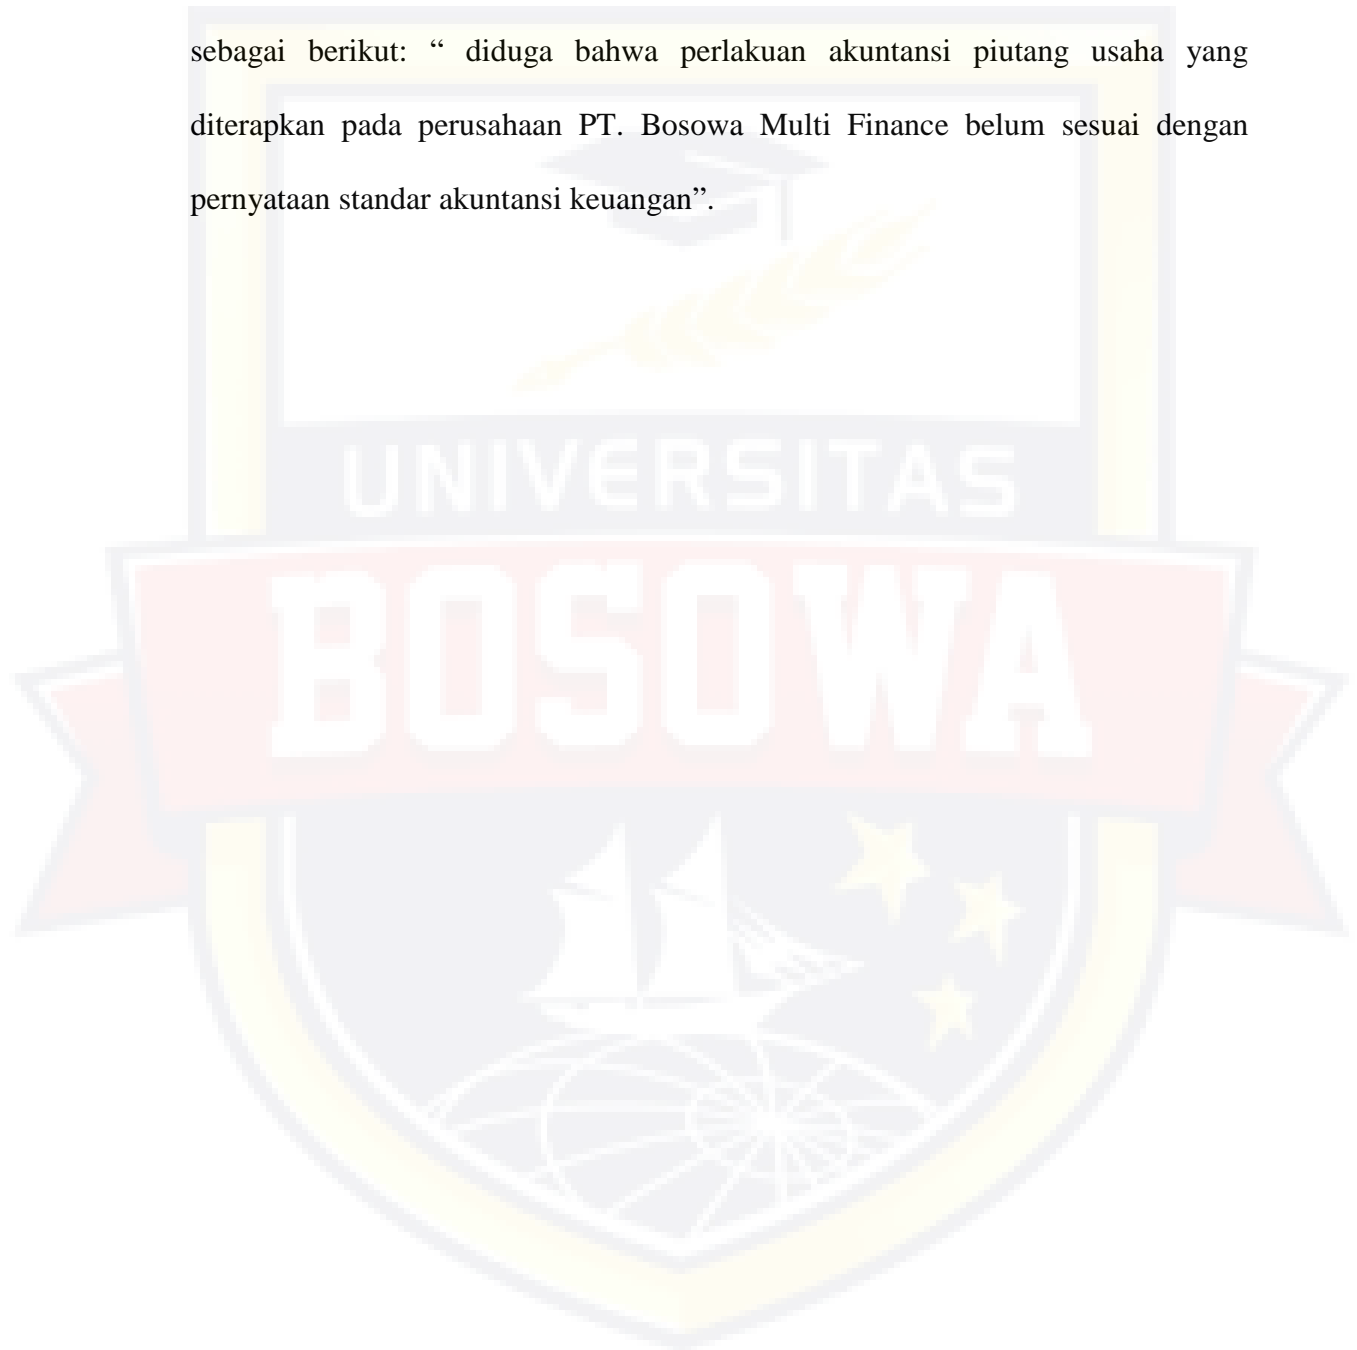 sebagai berikut: “ diduga bahwa perlakuan akuntansi piutang usaha yang
diterapkan pada perusahaan PT. Bosowa Multi Finance belum sesuai dengan
pernyataan standar akuntansi keuangan”.
UNIVERSITAS
BOSOWA